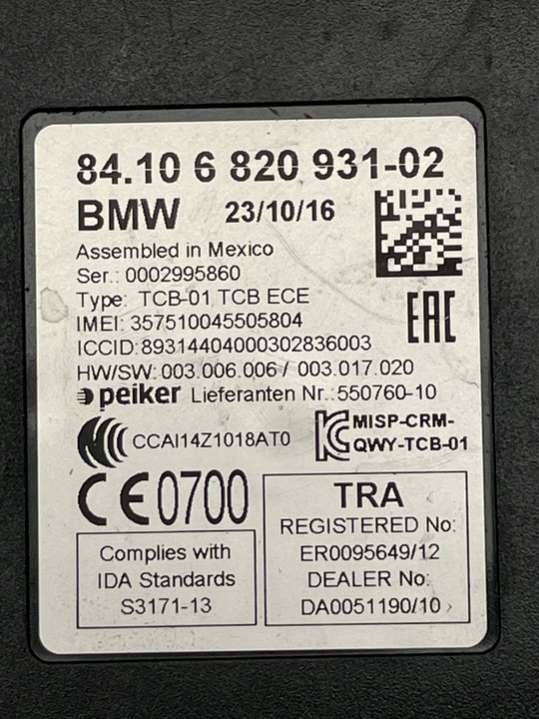 84.10 6 820 931-02
BMW 23/10/16
Assembled in Mexico
Ser.: 0002995860
Type: TCB-01 TCB ECE
IMEI: 357510045505804
ICCID:89314404000302836003
HW/SW: 003.006.006/ 003.017.020
peiker Lieferanten Nr.:550760-10
CCAI14Z1018AT0
MISP-CRM-
QWY-TCB-01
EAC
CE0700
Complies with
IDA Standards
S3171-13
TRA
REGISTERED No:
ER0095649/12
DEALER No:
DA0051190/10